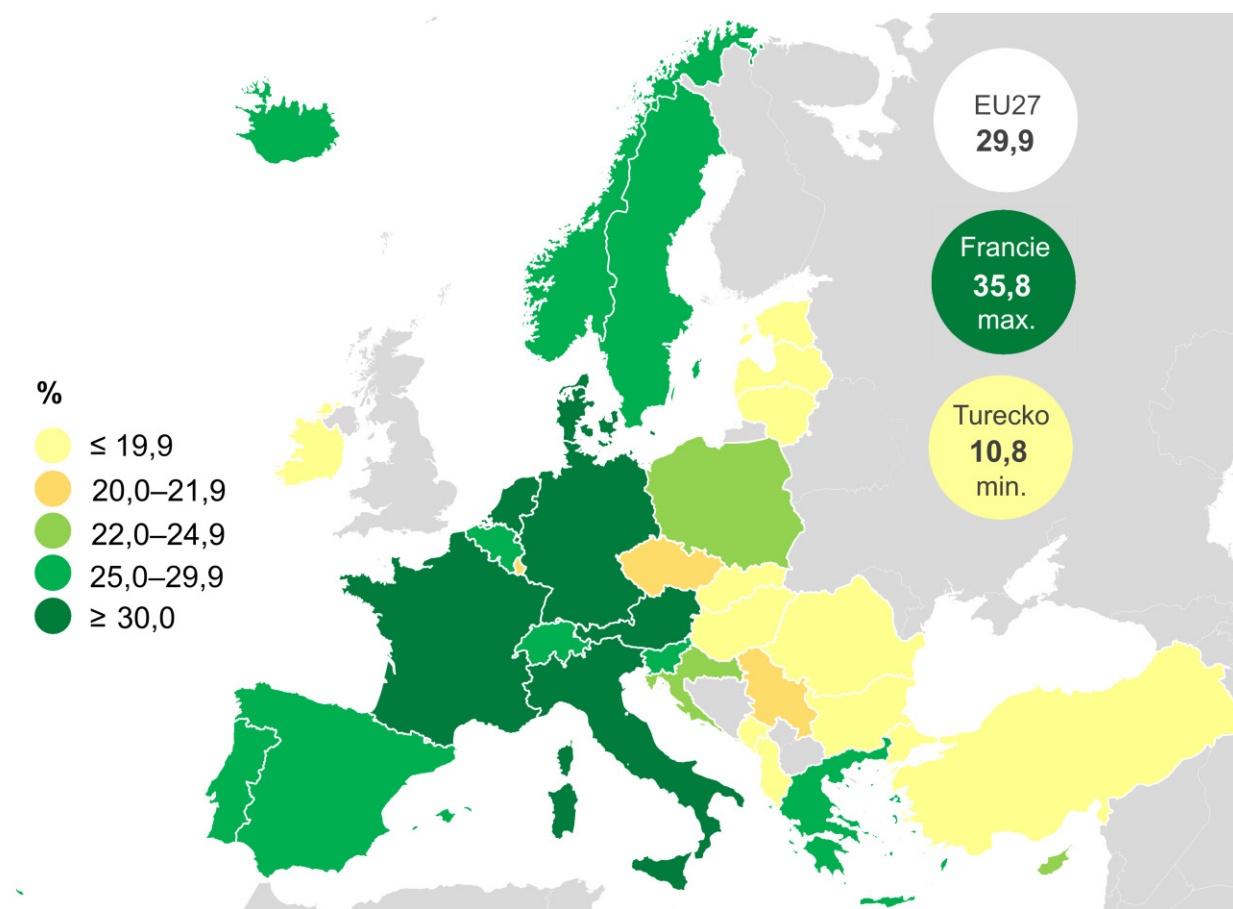 EU27
29,9
Francie
35,8
max.
Turecko
10,8
min.
%
≤ 19,9
20,0–21,9
22,0–24,9
25,0–29,9
≥ 30,0